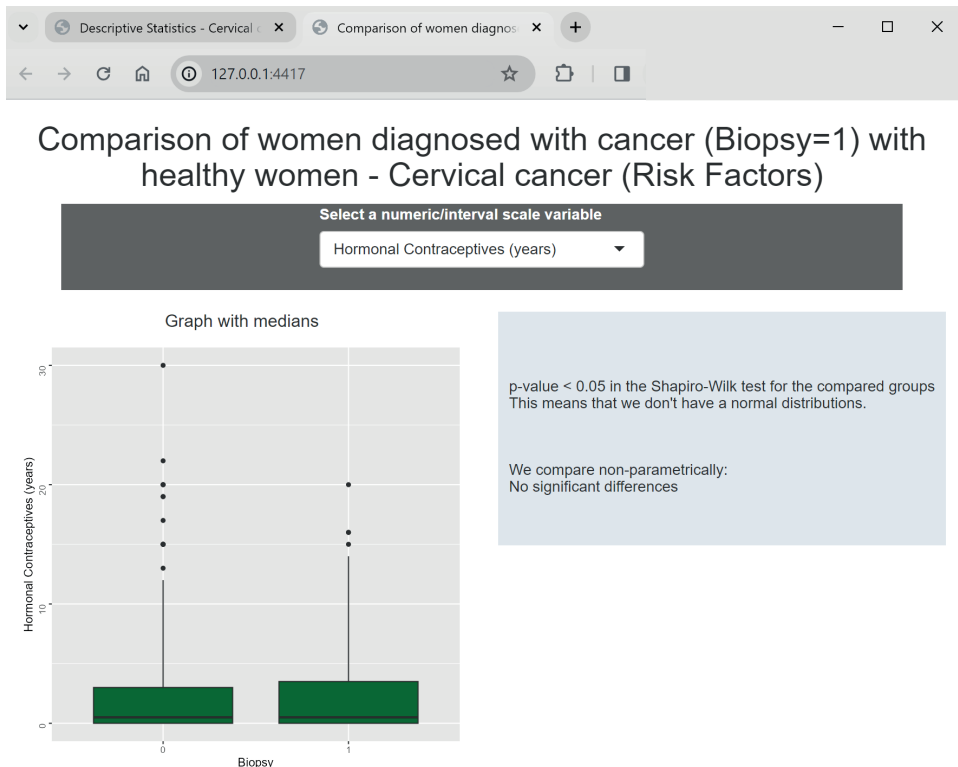 Descriptive Statistics - Cervical c
Comparison of women diagnos
127.0.0.1:4417
Comparison of women diagnosed with cancer (Biopsy=1) with
healthy women - Cervical cancer (Risk Factors)
Select a numeric/interval scale variable
Hormonal Contraceptives (years)
Graph with medians
Hormonal Contraceptives (years)
30
20
10
0
0
1
Biopsy
p-value < 0.05 in the Shapiro-Wilk test for the compared groups
This means that we don't have a normal distributions.
We compare non-parametrically:
No significant differences